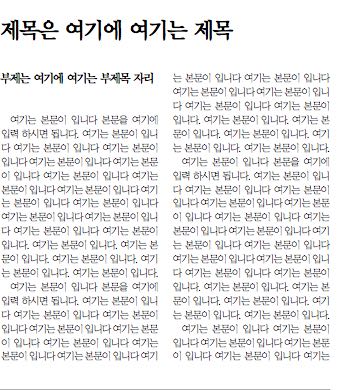 제목은 여기에 여기는 제목
부제는 여기에 여기는 부제목 자리
여기는 본문이 입니다 본문을 여기에
입력 하시면 됩니다. 여기는 본문이 입니
다 여기는 본문이 입니다 여기는 본문이
입니다 여기는 본문이 입니다 여기는 본문
이 입니다 여기는 본문이 입니다 여기는
본문이 입니다 여기는 본문이 입니다 여기
는 본문이 입니다 여기는 본문이 입니다
여기는 본문이 입니다 여기는 본문이 입니
다. 여기는 본문이 입니다. 여기는 본문이
입니다. 여기는 본문이 입니다. 여기는 본
문이 입니다. 여기는 본문이 입니다. 여기
는 본문이 입니다. 여기는 본문이 입니다.
여기는 본문이 입니다 본문을 여기에
입력 하시면 됩니다. 여기는 본문이 입니
다 여기는 본문이 입니다 여기는 본문이
입니다 여기는 본문이 입니다 여기는 본문
이 입니다 여기는 본문이 입니다 여기는
본문이 입니다 여기는 본문이 입니다 여기
는 본문이 입니다 여기는 본문이 입니다
여기는 본문이 입니다 여기는 본문이 입니
다 여기는 본문이 입니다. 여기는 본문이
입니다. 여기는 본문이 입니다. 여기는 본
문이 입니다. 여기는 본문이 입니다. 여기
는 본문이 입니다. 여기는 본문이 입니다.
여기는 본문이 입니다 본문을 여기에
입력 하시면 됩니다. 여기는 본문이 입니
다 여기는 본문이 입니다 여기는 본문이
입니다 여기는 본문이 입니다 여기는 본문
이 입니다 여기는 본문이 입니다 여기는
본문이 입니다 여기는 본문이 입니다 여기
는 본문이 입니다 여기는 본문이 입니다
여기는 본문이 입니다 여기는 본문이 입니
다. 여기는 본문이 입니다. 여기는 본문이
입니다. 여기는 본문이 입니다. 여기는 본
문이 입니다. 여기는 본문이 입니다. 여기
는 본문이 입니다. 여기는 본문이 입니다.
여기는 본문이 입니다 여기는 본문이
입니다 여기는 본문이 입니다 여기는 본문
이 입니다 여기는 본문이 입니다 여기는